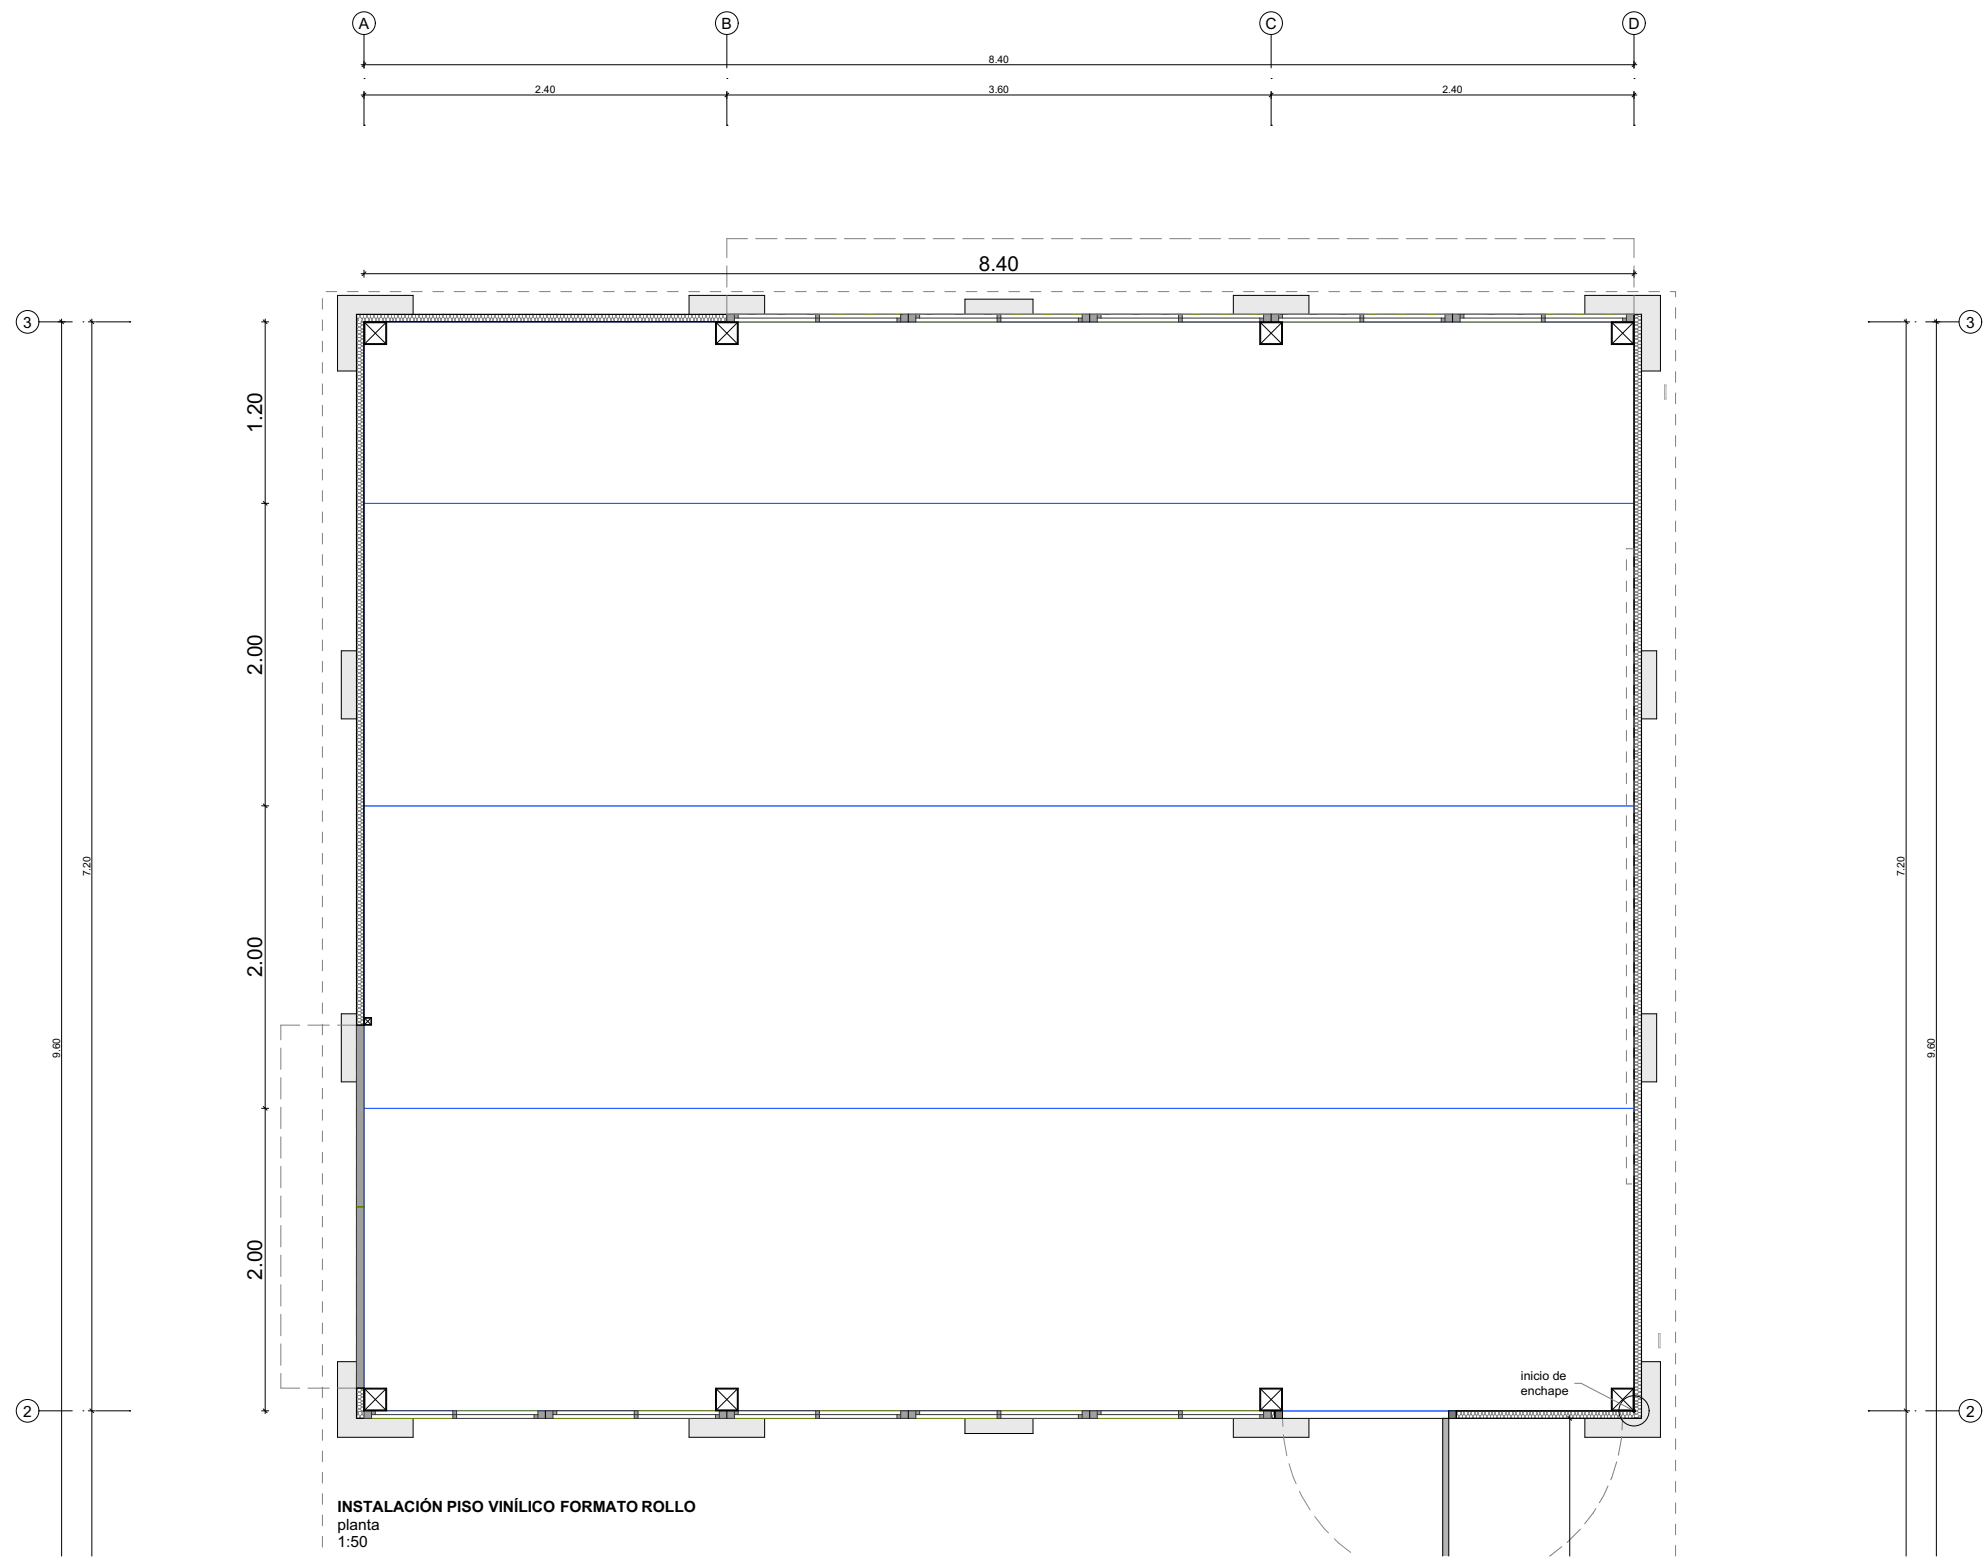 A
B
C
D
8.40
2.40
3.60
2.40
8.40
3
3
1.20
2.00
7.20
7.20
2.00
9.60
9.60
2.00
inicio de
enchape
2
2
INSTALACIÓN PISO VINÍLICO FORMATO ROLLO
planta
1:50